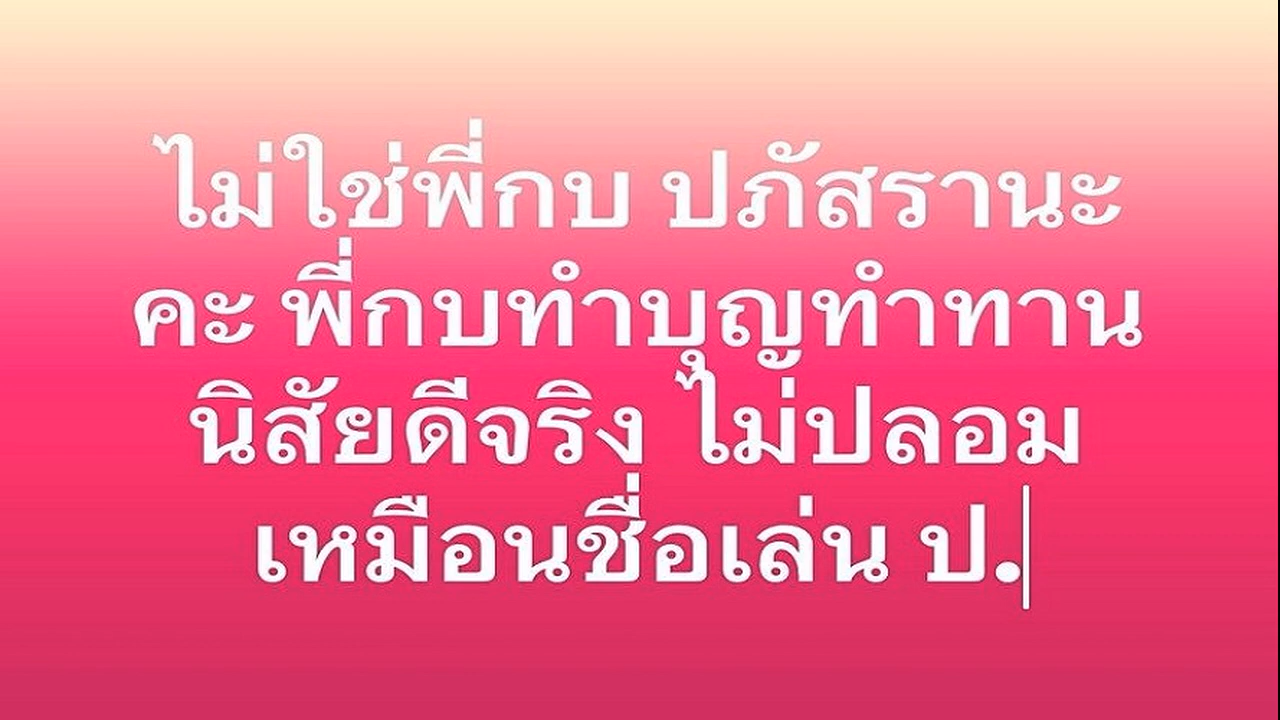 ไม่ใช่พี่กบ ปภัสรานะ
คะ พี่กบทำบุญทำทาน
นิสัยดีจริง ไม่ปลอม
เหมือนชื่อเล่น ป.